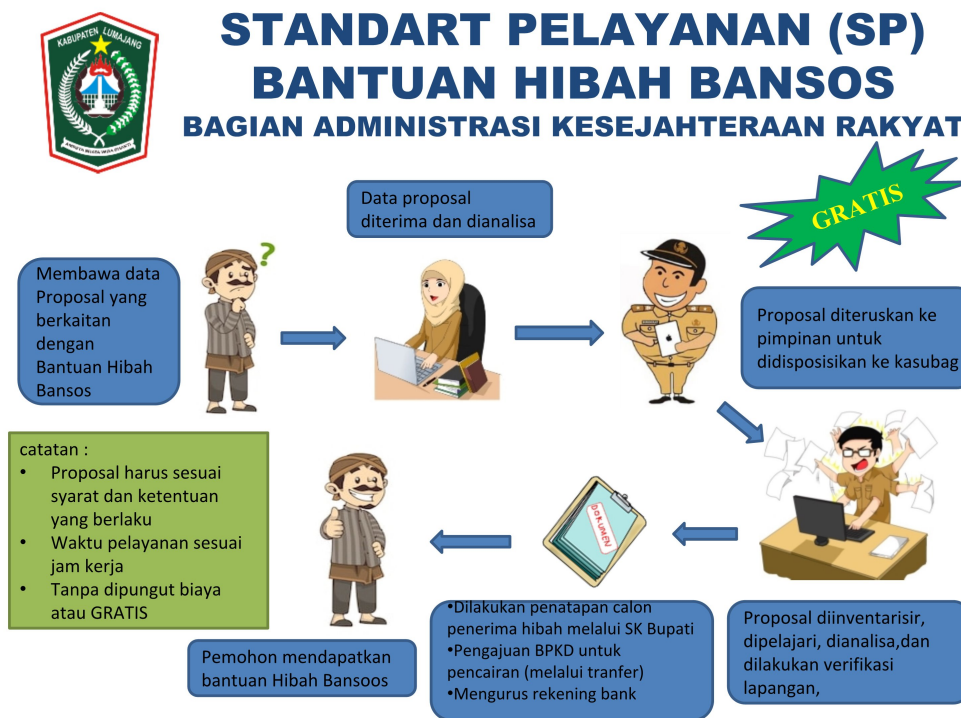 KABUPATEN LUMAJANG
STANDART PELAYANAN (SP)
BANTUAN HIBAH BANSOS
BAGIAN ADMINISTRASI KESEJAHTERAAN RAKYAT
GRATIS
Data proposal
diterima dan dianalisa
Membawa data
Proposal yang
berkaitan
dengan
Bantuan Hibah
Bansos
?
Proposal diteruskan ke
pimpinan untuk
didisposisikan ke kasubag
catatan :
• Proposal harus sesuai
syarat dan ketentuan
yang berlaku
• Waktu pelayanan sesuai
jam kerja
• Tanpa dipungut biaya
atau GRATIS
DOKUMEN
Pemohon mendapatkan
bantuan Hibah Bansoos
•Dilakukan penatapan calon
penerima hibah melalui SK Bupati
•Pengajuan BPKD untuk
pencairan (melalui tranfer)
•Mengurus rekening bank
Proposal diinventarisir,
dipelajari, dianalisa,dan
dilakukan verifikasi
lapangan,